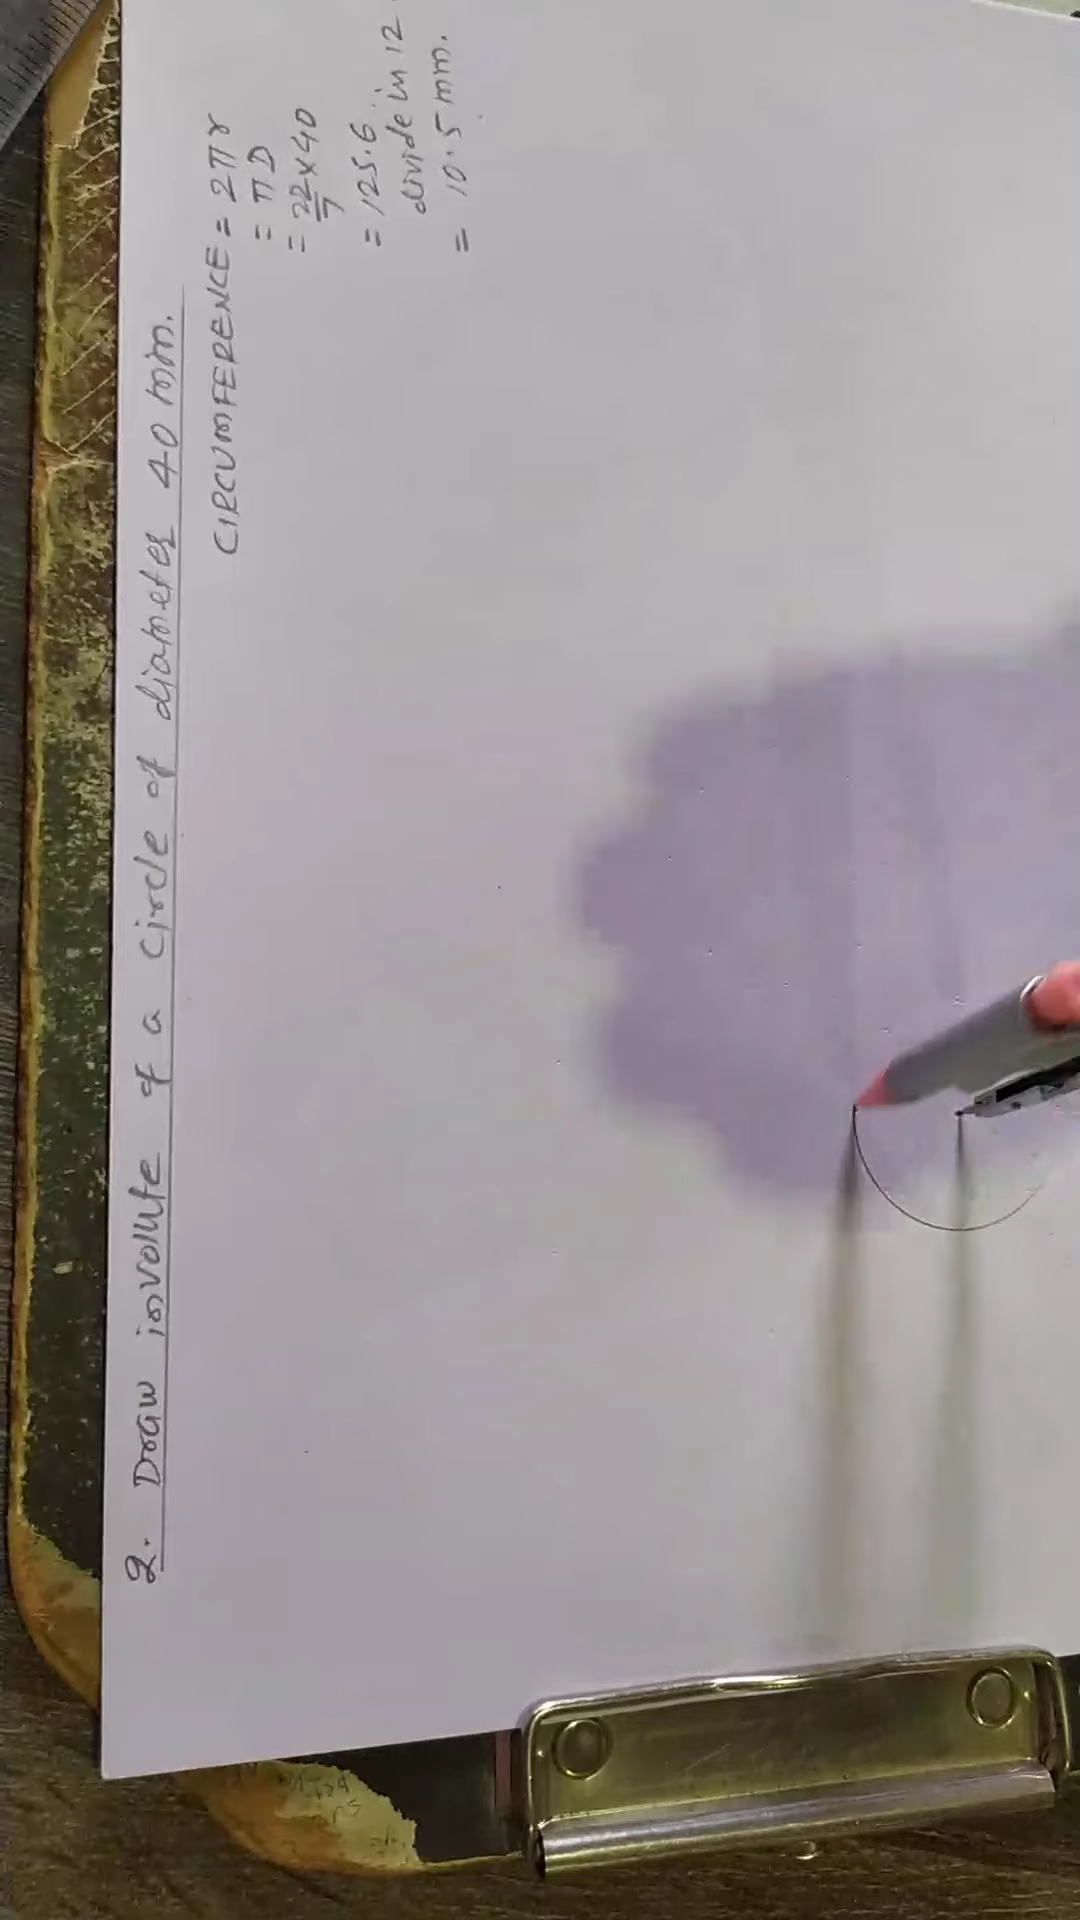 2. Draw involute of a circle of diameter 40 mm.
CIRCUMFERENCE = 2πr
= πD
= 22/7 x 40
= 125.6
divide in 12
= 10.5 mm.